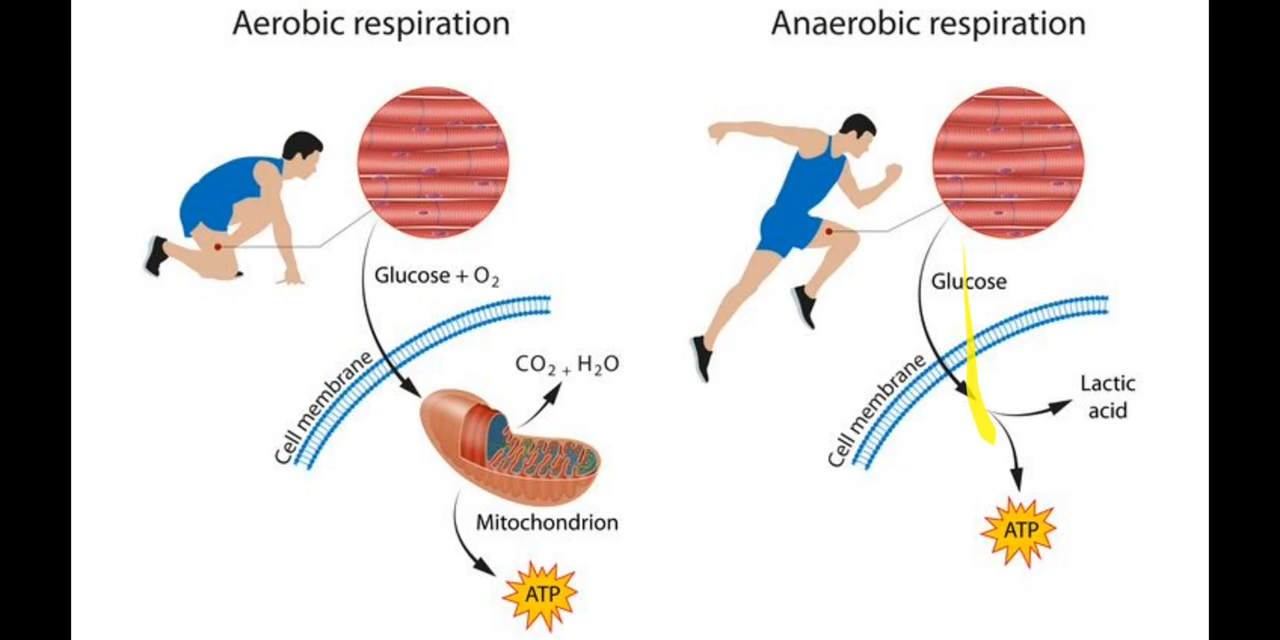 Aerobic respiration
Glucose + O₂
Cell membrane
CO₂ + H₂O
Mitochondrion
ATP
Anaerobic respiration
Glucose
Cell membrane
Lactic
acid
ATP